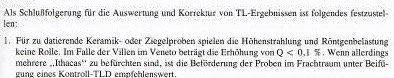 Als Schlußfolgerung für die Auswertung und Korrektur von TL-Ergebnissen ist folgendes festzustel-
len:
1. Für zu datierende Keramik- oder Ziegelproben spielen die Höhenstrahlung und Röntgenbelastung
keine Rolle. Im Falle der Villen im Veneto beträgt die Erhöhung von Q < 0,1 %. Wenn allerdings
mehrere „Ithacas" zu befürchten sind, ist die Beförderung der Proben im Frachtraum unter Beifü-
gung eines Kontroll-TLD empfehlenswert.